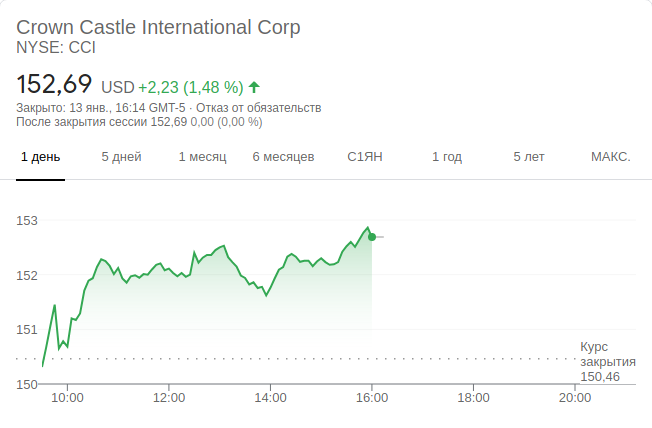 Crown Castle International Corp
NYSE: CCI
152,69 USD +2,23 (1,48 %)
Закрыто: 13 янв., 16:14 GMT-5 · Отказ от обязательств
После закрытия сессии 152,69 0,00 (0,00 %)
1 день 5 дней 1 месяц 6 месяцев С1ЯН 1 год 5 лет МАКС.
153
152
151
Курс
закрытия
150,46
150
10:00 12:00 14:00 16:00 18:00 20:00